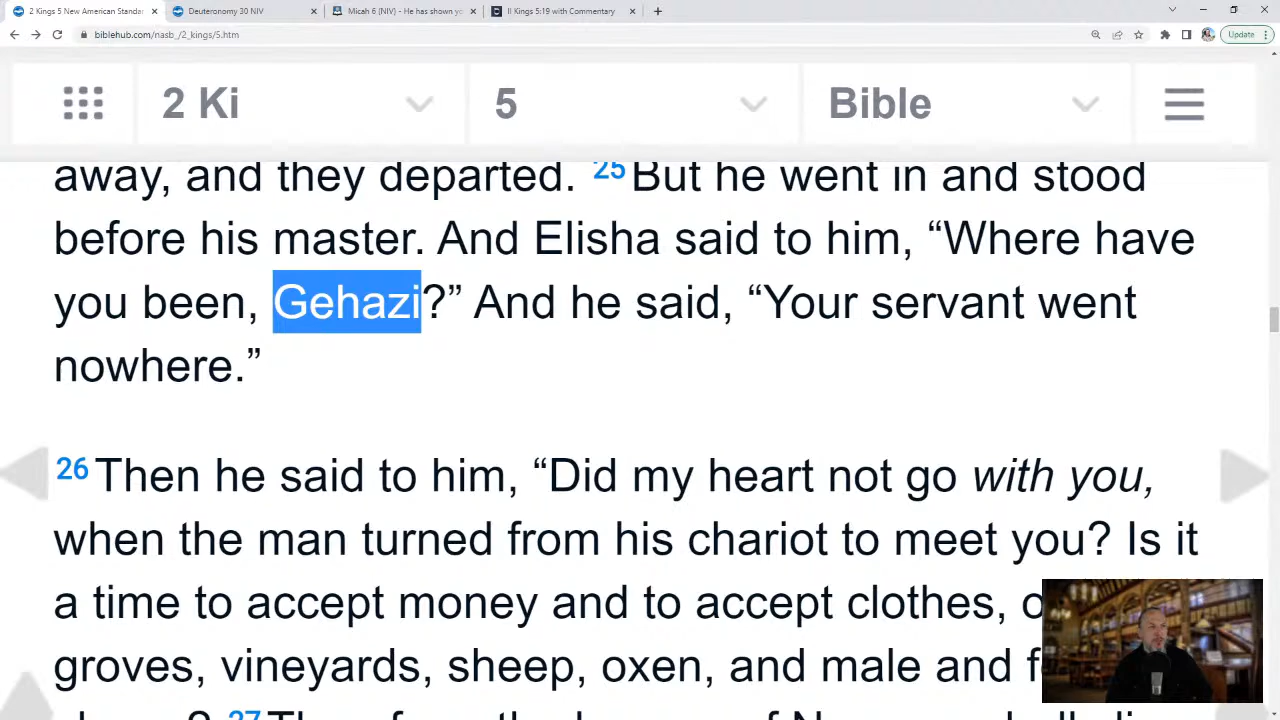 2 Kings 5 New American Standar
Deuteronomy 30 NIV
Micah 6 (NIV) - He has shown yo
II Kings 5:19 with Commentary
biblehub.com/nasb_/2_kings/5.htm
Update
2 Ki
5
Bible
away, and they departed. 25 But he went in and stood
before his master. And Elisha said to him, “Where have
you been, Gehazi?” And he said, “Your servant went
nowhere.”
26 Then he said to him, “Did my heart not go with you,
when the man turned from his chariot to meet you? Is it
a time to accept money and to accept clothes,
groves, vineyards, sheep, oxen, and male and
27